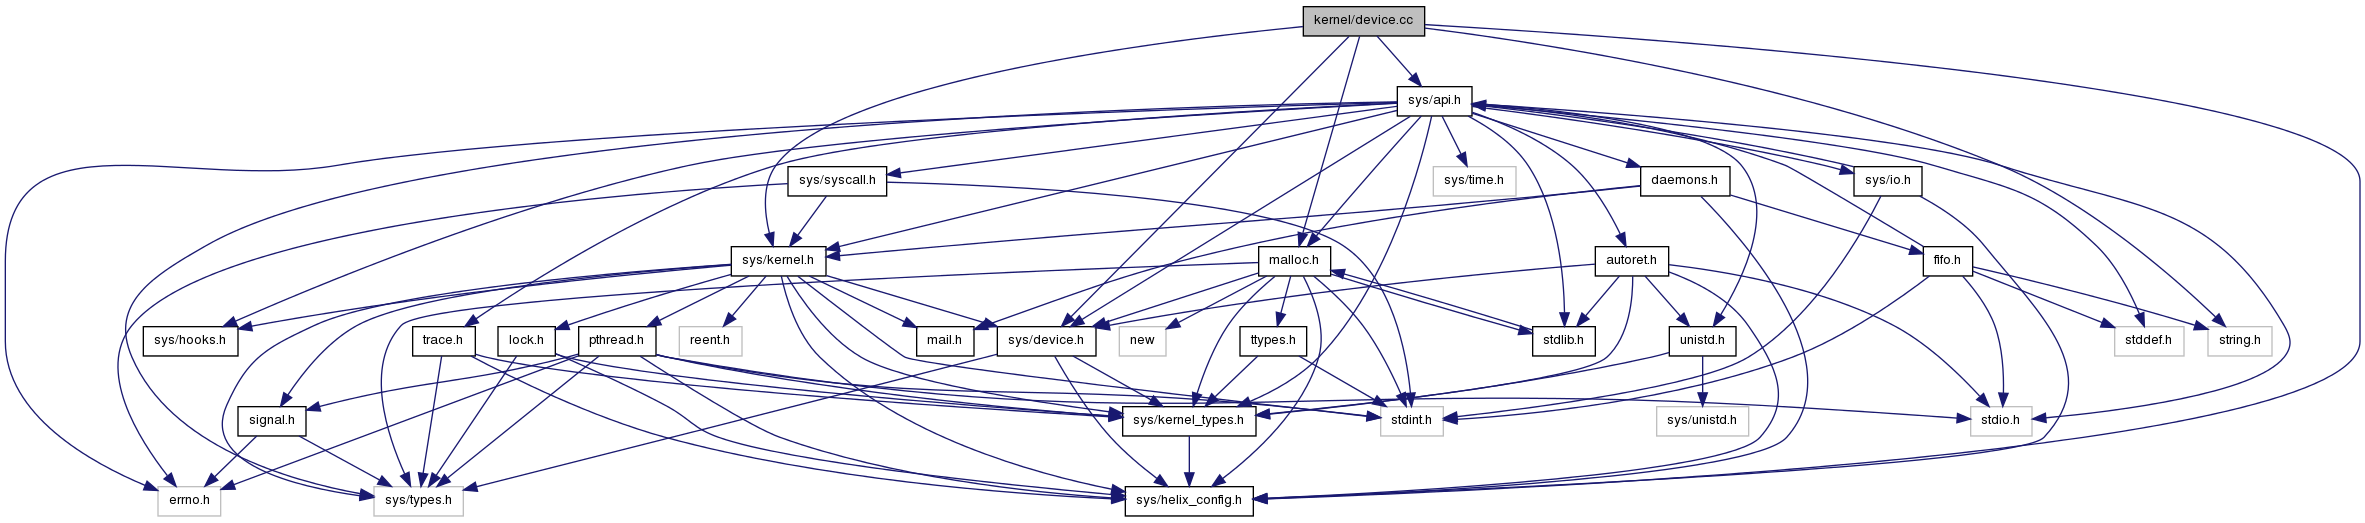 kernel/device.cc
sys/api.h
sys/syscall.h
sys/time.h
daemons.h
sys/io.h
sys/kernel.h
malloc.h
autoret.h
fifo.h
sys/hooks.h
trace.h
lock.h
pthread.h
reent.h
mail.h
sys/device.h
new
ttypes.h
stdlib.h
unistd.h
stddef.h
string.h
signal.h
sys/kernel_types.h
stdint.h
sys/unistd.h
stdio.h
errno.h
sys/types.h
sys/helix_config.h